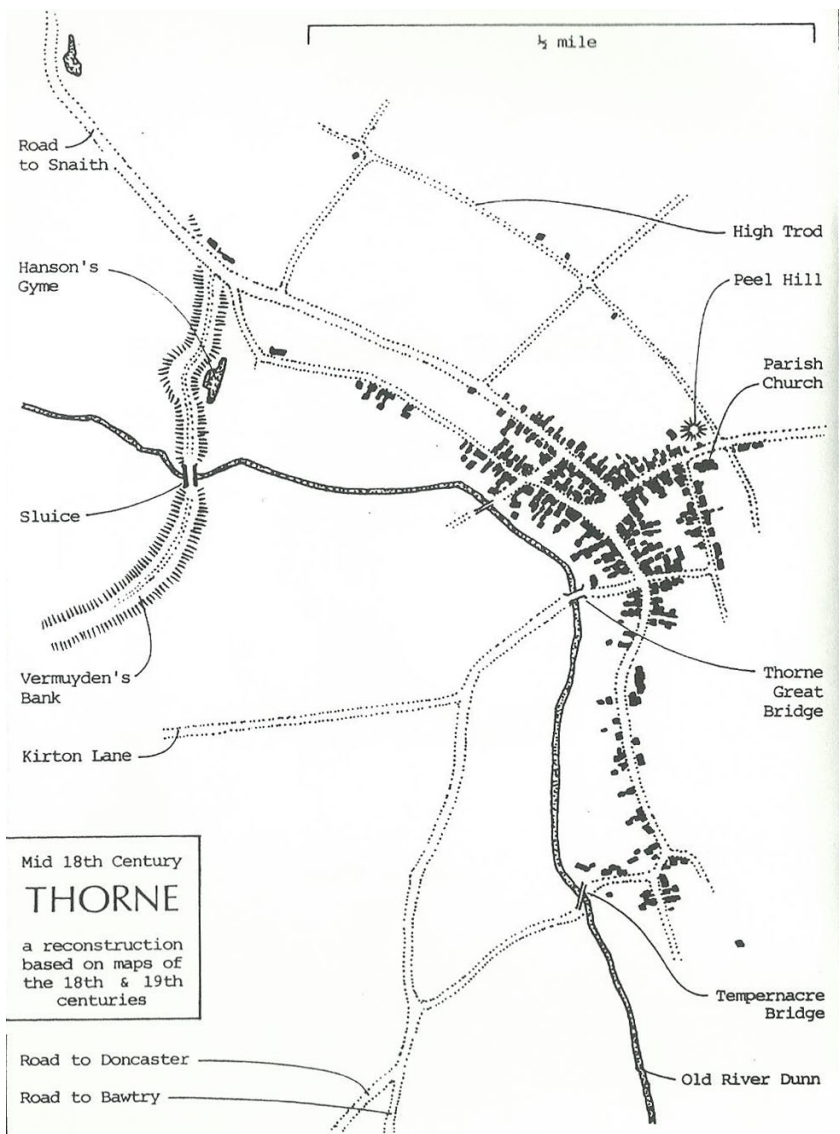 ½ mile
Road
to Snaith
Hanson's
Gyme
High Trod
Peel Hill
Parish
Church
Sluice
Vermuyden's
Bank
Kirton Lane
Thorne
Great
Bridge
Mid 18th Century
THORNE
a reconstruction
based on maps of
the 18th & 19th
centuries
Tempernacre
Bridge
Road to Doncaster
Road to Bawtry
Old River Dunn